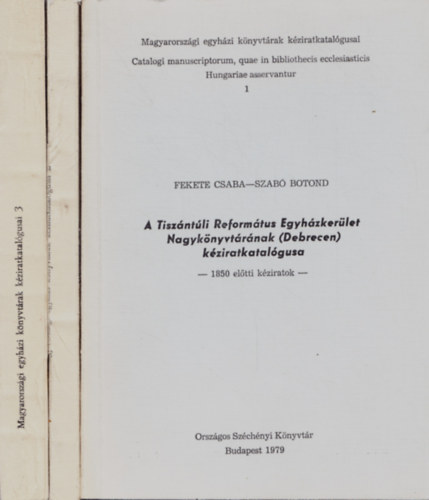 Magyarországi egyházi könyvtárak kéziratkatalógusai 3
Magyarországi egyházi könyvtárak kéziratkatalógusai
Catalogi manuscriptorum, quae in bibliothecis ecclesiasticis
Hungariae asservantur
1
FEKETE CSABA—SZABÓ BOTOND
A Tiszántúli Református Egyházkerület
Nagykönyvtárának (Debrecen)
kéziratkatalógusa
— 1850 előtti kéziratok —
Országos Széchényi Könyvtár
Budapest 1979